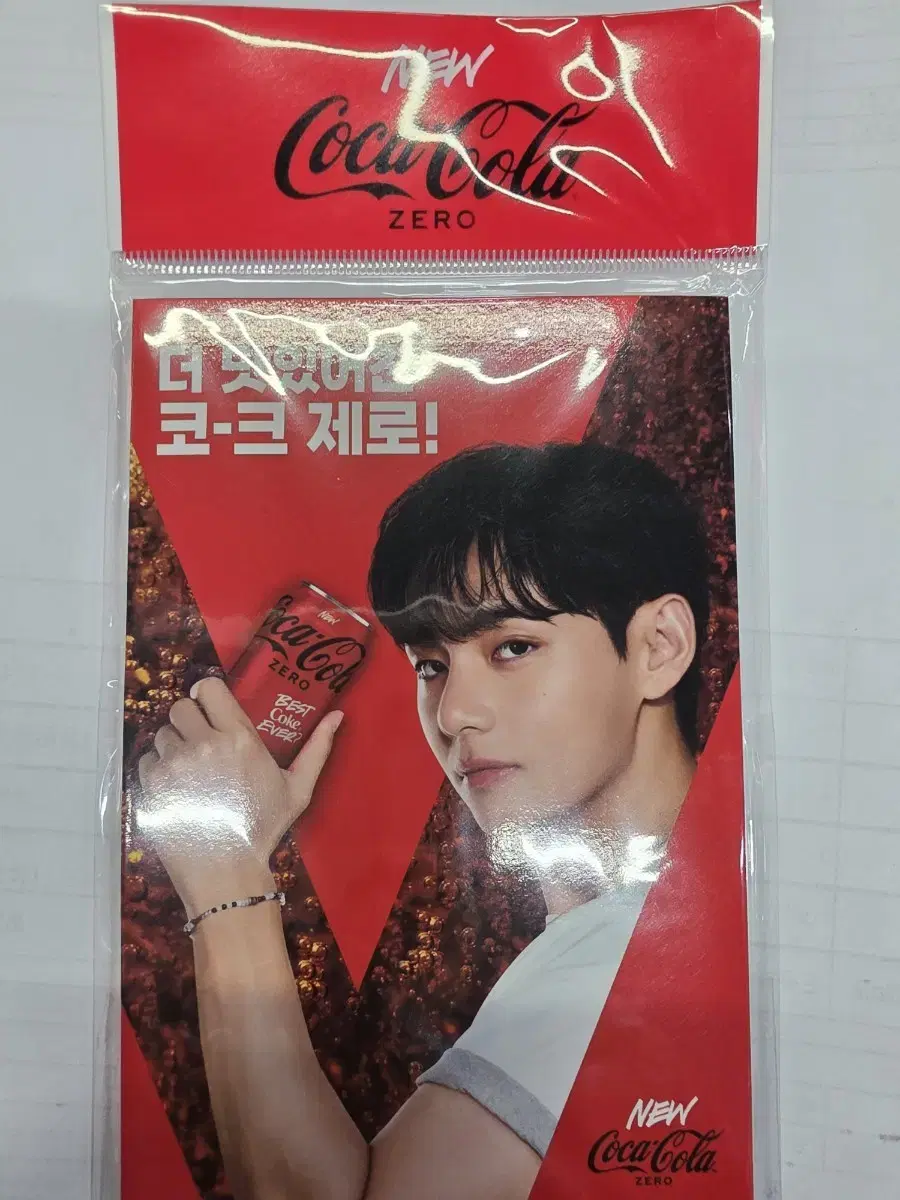 NEW
Coca-Cola
ZERO
더 맛있어진
코-크 제로!
NEW
Coca-Cola
ZERO
BEST
Coke
EVER?
NEW
Coca-Cola
ZERO